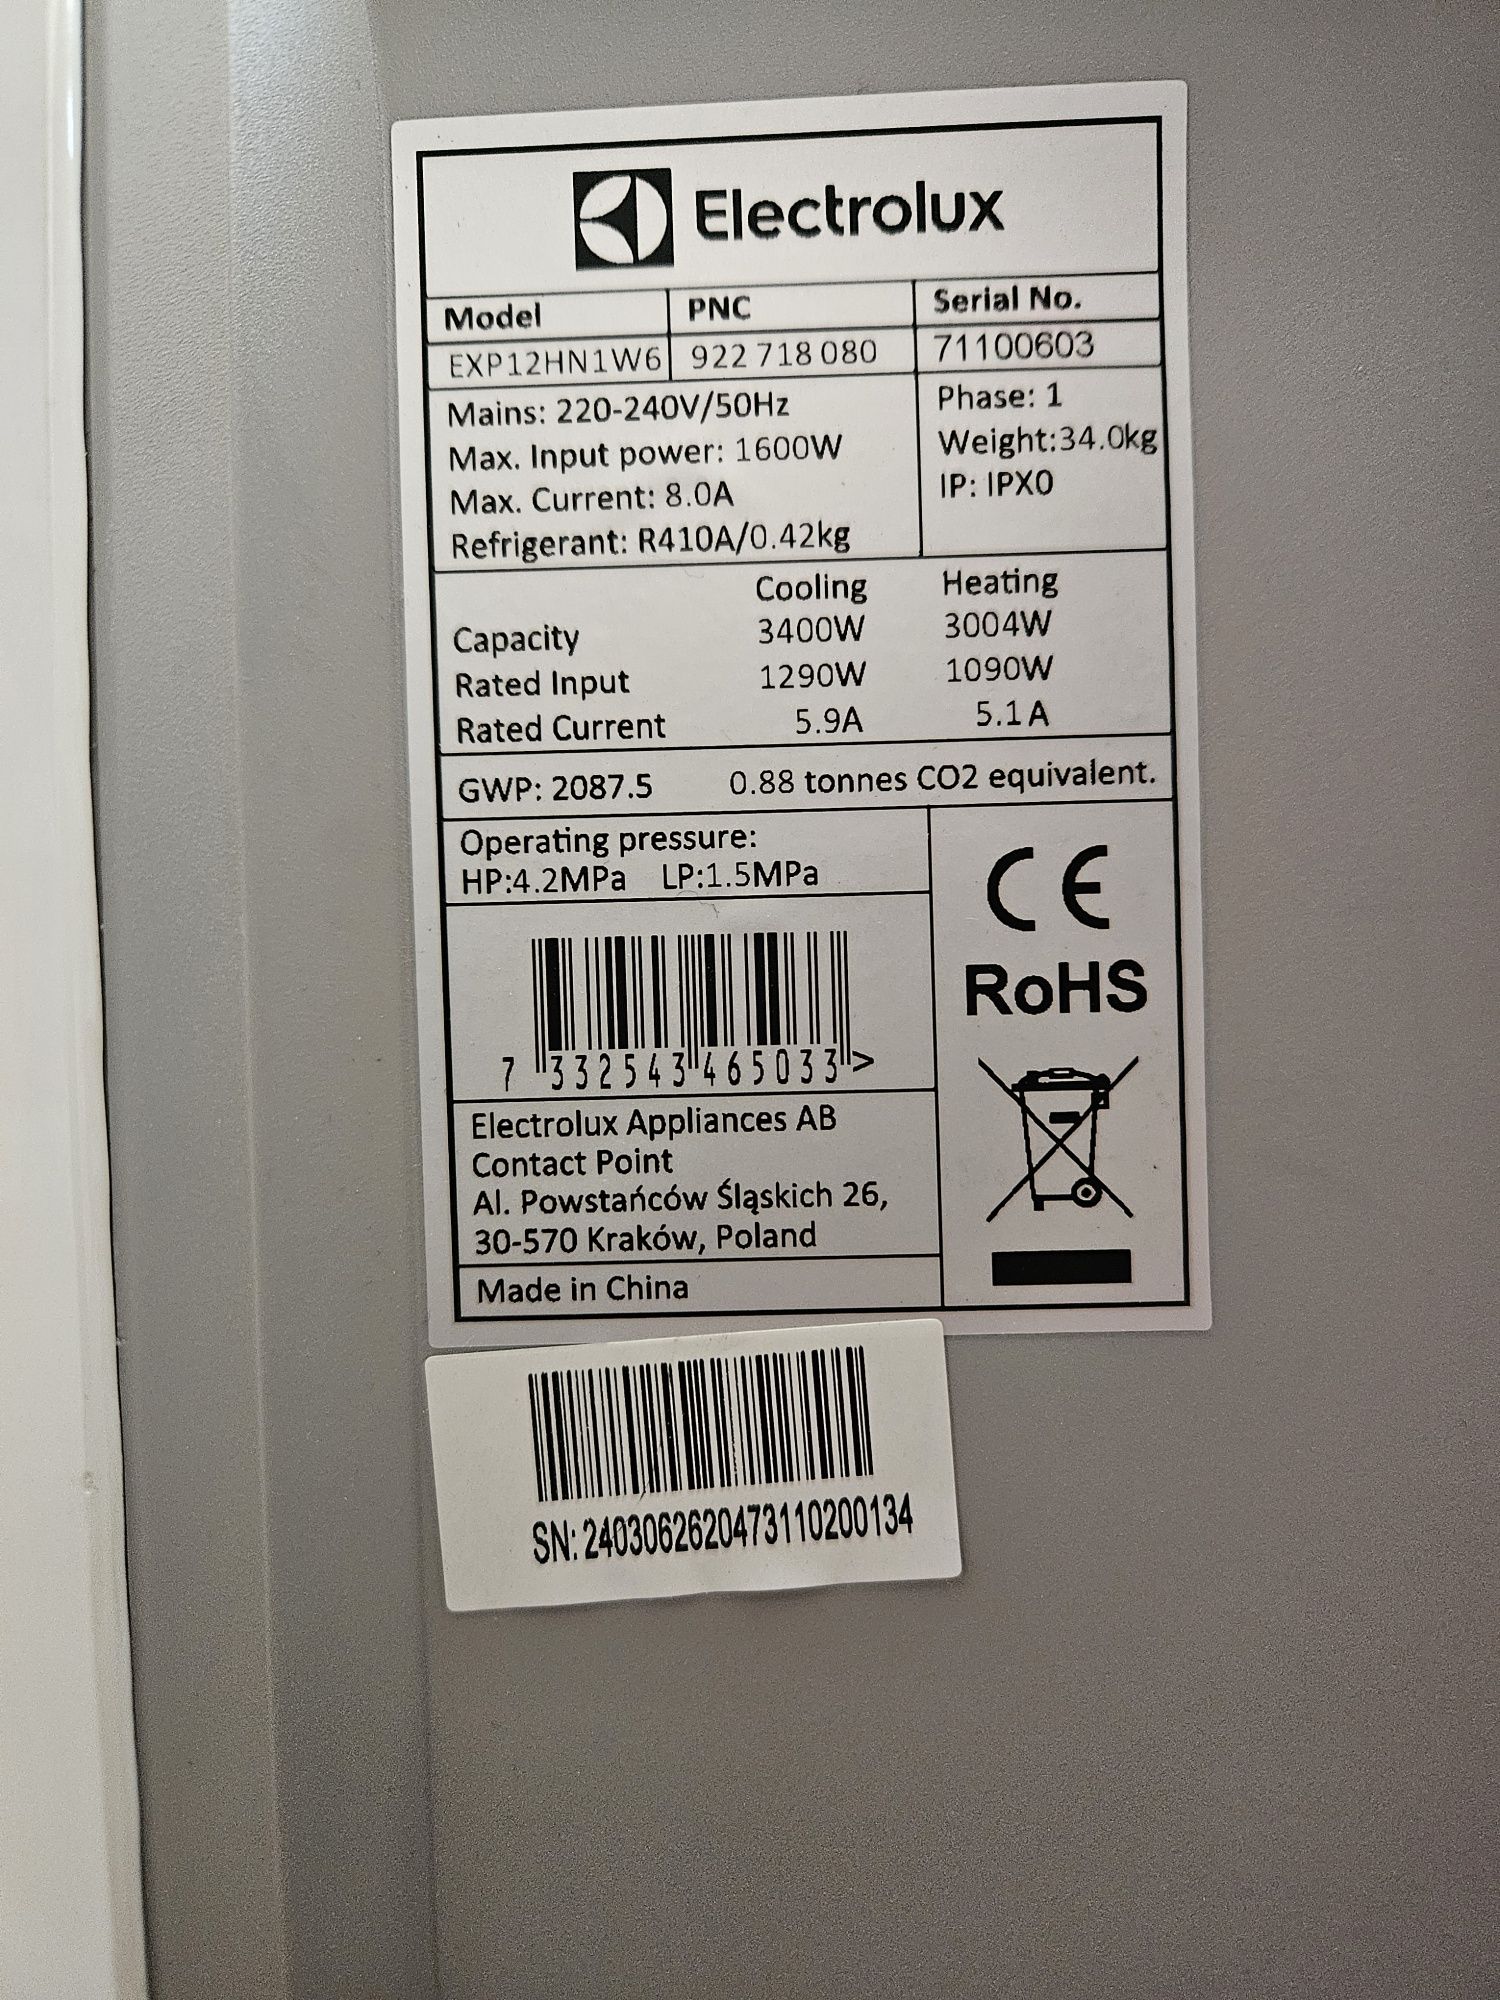 Electrolux
Model PNC Serial No.
EXP12HN1W6 922 718 080 71100603
Mains: 220-240V/50Hz
Max. Input power: 1600W
Max. Current: 8.0A
Refrigerant: R410A/0.42kg
Phase: 1
Weight:34.0kg
IP: IPX0
Cooling Heating
Capacity 3400W 3004W
Rated Input 1290W 1090W
Rated Current 5.9A 5.1A
GWP: 2087.5 0.88 tonnes CO2 equivalent.
Operating pressure:
HP:4.2MPa LP:1.5MPa
CE
RoHS
7 332543 465033 >
Electrolux Appliances AB
Contact Point
Al. Powstańców Śląskich 26,
30-570 Kraków, Poland
Made in China
SN: 2403062620473110200134